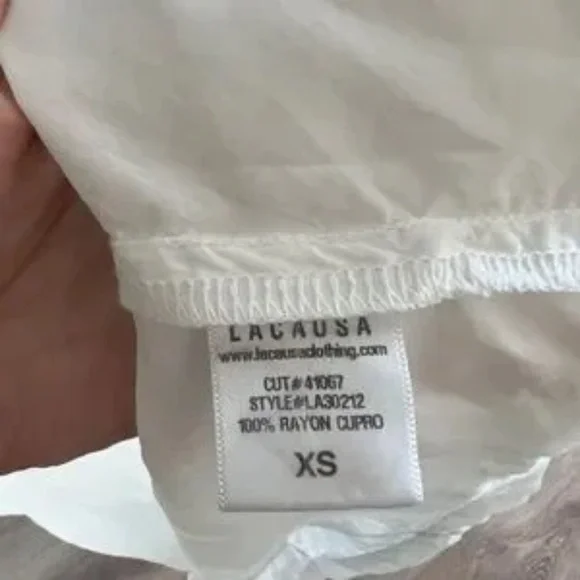 LACAUSA
www.lacausaclothing.com
CUT# 41067
STYLE#LA30212
100% RAYON CUPRO
XS